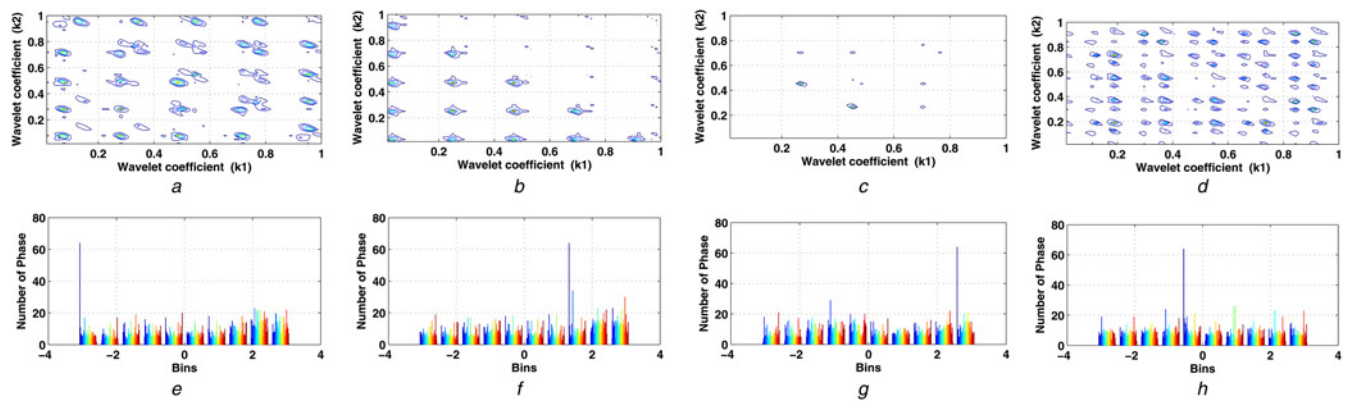 Wavelet coefficient (k2)
1
0.8
0.6
0.4
0.2
0.2 0.4 0.6 0.8 1
Wavelet coefficient (k1)
a
Wavelet coefficient (k2)
1
0.8
0.6
0.4
0.2
0.2 0.4 0.6 0.8 1
Wavelet coefficient (k1)
b
Wavelet coefficient (k2)
1
0.8
0.6
0.4
0.2
0.2 0.4 0.6 0.8 1
Wavelet coefficient (k1)
c
Wavelet coefficient (k2)
1
0.8
0.6
0.4
0.2
0.2 0.4 0.6 0.8 1
Wavelet coefficient (k1)
d
Number of Phase
80
60
40
20
0
−4 −2 0 2 4
Bins
e
Number of Phase
80
60
40
20
0
−4 −2 0 2 4
Bins
f
Number of Phase
80
60
40
20
0
−4 −2 0 2 4
Bins
g
Number of Phase
80
60
40
20
0
−4 −2 0 2 4
Bins
h